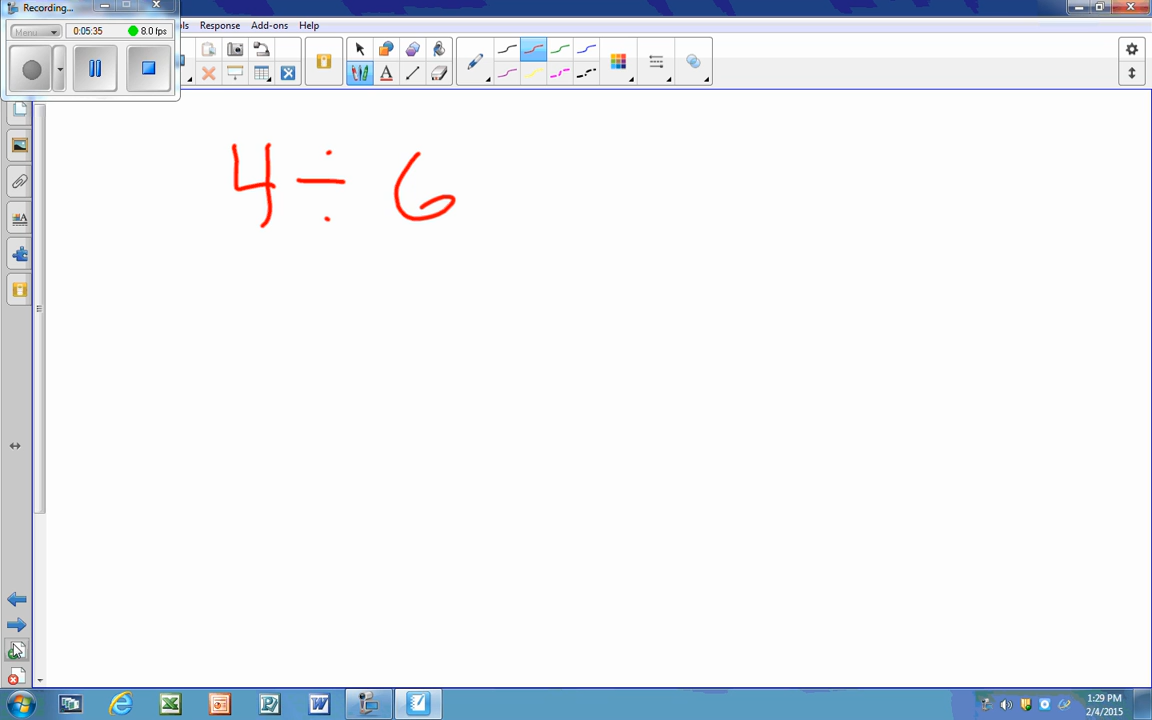 Recording...
Menu
0:05:35
8.0 fps
ols Response Add-ons Help
4 ÷ 6
1:29 PM
2/4/2015